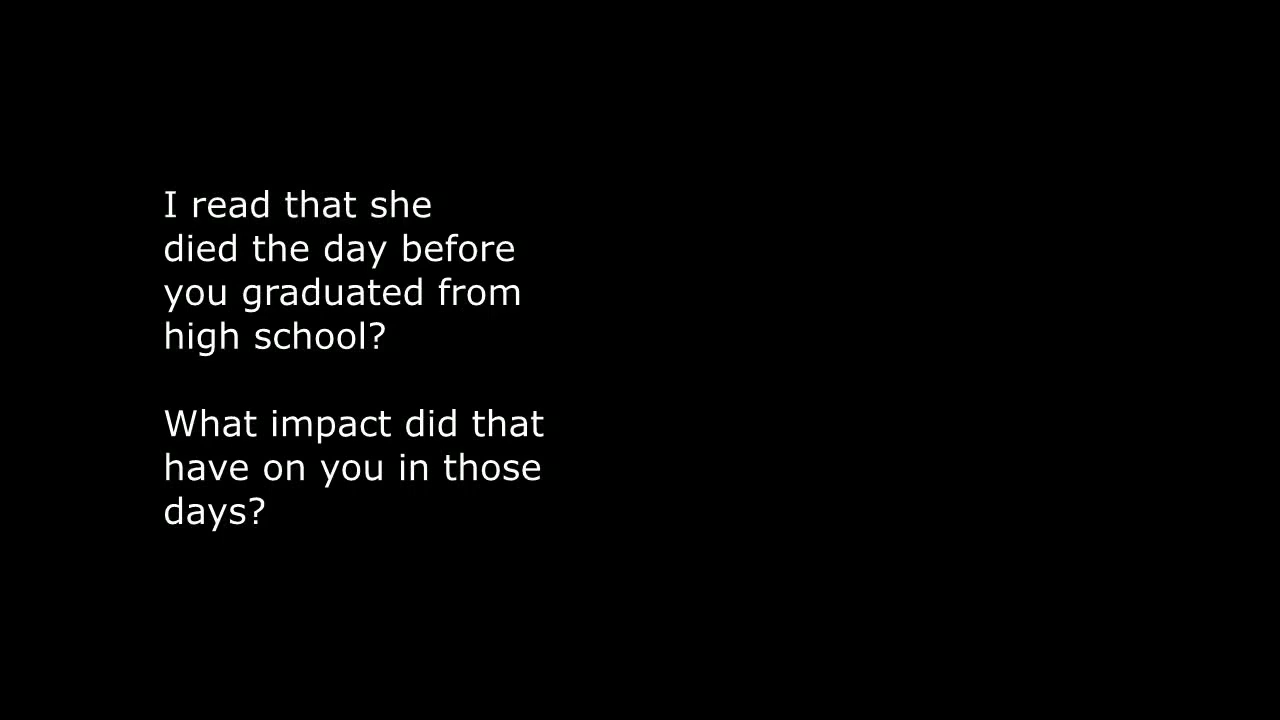 I read that she
died the day before
you graduated from
high school?
What impact did that
have on you in those
days?